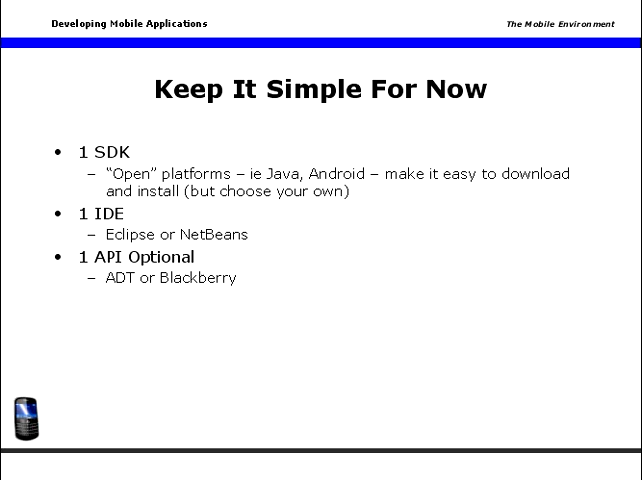 Developing Mobile Applications
The Mobile Environment
Keep It Simple For Now
• 1 SDK
– “Open” platforms – ie Java, Android – make it easy to download
and install (but choose your own)
• 1 IDE
– Eclipse or NetBeans
• 1 API Optional
– ADT or Blackberry